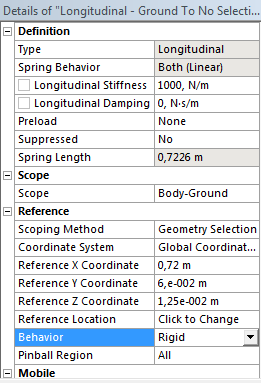 Details of "Longitudinal - Ground To No Selecti...
Definition
Type Longitudinal
Spring Behavior Both (Linear)
Longitudinal Stiffness 1000, N/m
Longitudinal Damping 0, N·s/m
Preload None
Suppressed No
Spring Length 0,7226 m
Scope
Scope Body-Ground
Reference
Scoping Method Geometry Selection
Coordinate System Global Coordinat...
Reference X Coordinate 0,72 m
Reference Y Coordinate 6,e-002 m
Reference Z Coordinate 1,25e-002 m
Reference Location Click to Change
Behavior Rigid
Pinball Region All
Mobile